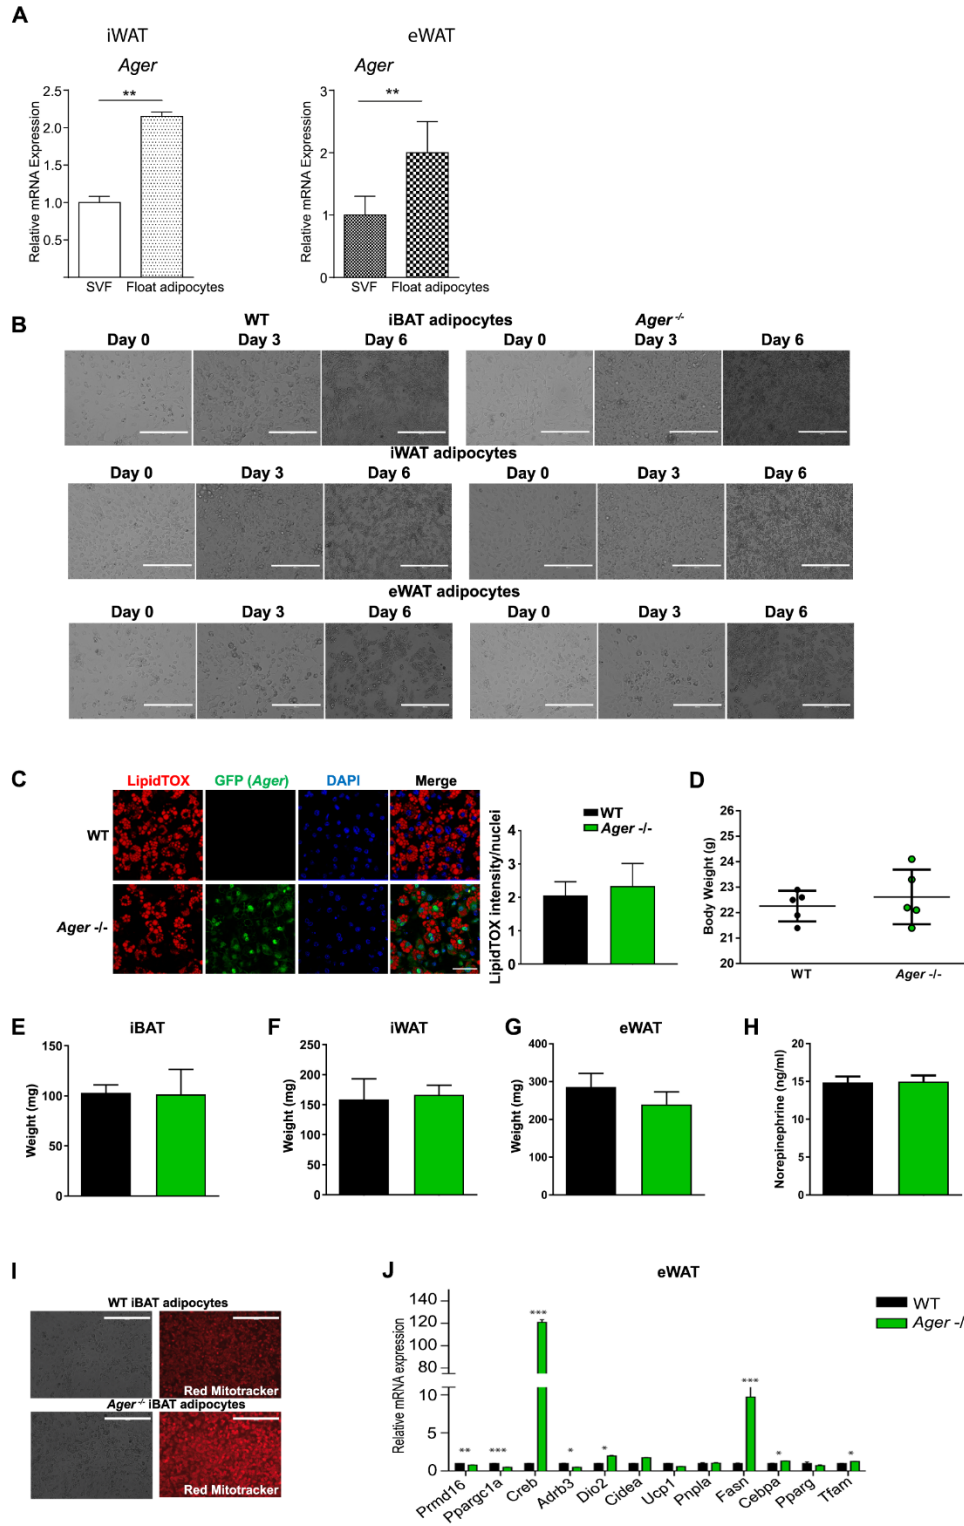 A
iWAT
eWAT
Ager
Ager
Relative mRNA Expression
2.5
2.0
1.0
0.5
**
SVF
Float adipocytes
Relative mRNA Expression
3
2
1
0
**
SVF
Float adipocytes
B
WT
iBAT adipocytes
Ager -/-
Day 0
Day 3
Day 6
Day 0
Day 3
Day 6
iWAT adipocytes
Day 0
Day 3
Day 6
Day 0
Day 3
Day 6
eWAT adipocytes
Day 0
Day 3
Day 6
Day 0
Day 3
Day 6
C
LipidTOX
GFP (Ager)
DAPI
Merge
WT
Ager -/-
LipidTOX intensity/nuclei
4
3
2
1
0
WT
Ager -/-
D
Body Weight (g)
26
25
24
23
22
21
20
WT
Ager -/-
E
iBAT
Weight (mg)
150
100
50
0
F
iWAT
Weight (mg)
250
200
150
100
50
0
G
eWAT
Weight (mg)
400
300
200
100
0
H
Norepinephrine (ng/ml)
20
15
10
5
0
I
WT iBAT adipocytes
Red Mitotracker
Ager -/- iBAT adipocytes
Red Mitotracker
J
eWAT
Relative mRNA expression
140
120
100
80
60
10
5
0
**
***
***
*
*
***
*
*
WT
Ager -/
Prmd16
Ppargc1a
Creb
Adrb3
Dio2
Cidea
Ucp1
Pnpla
Fasn
Cebpa
Pparg
Tfam